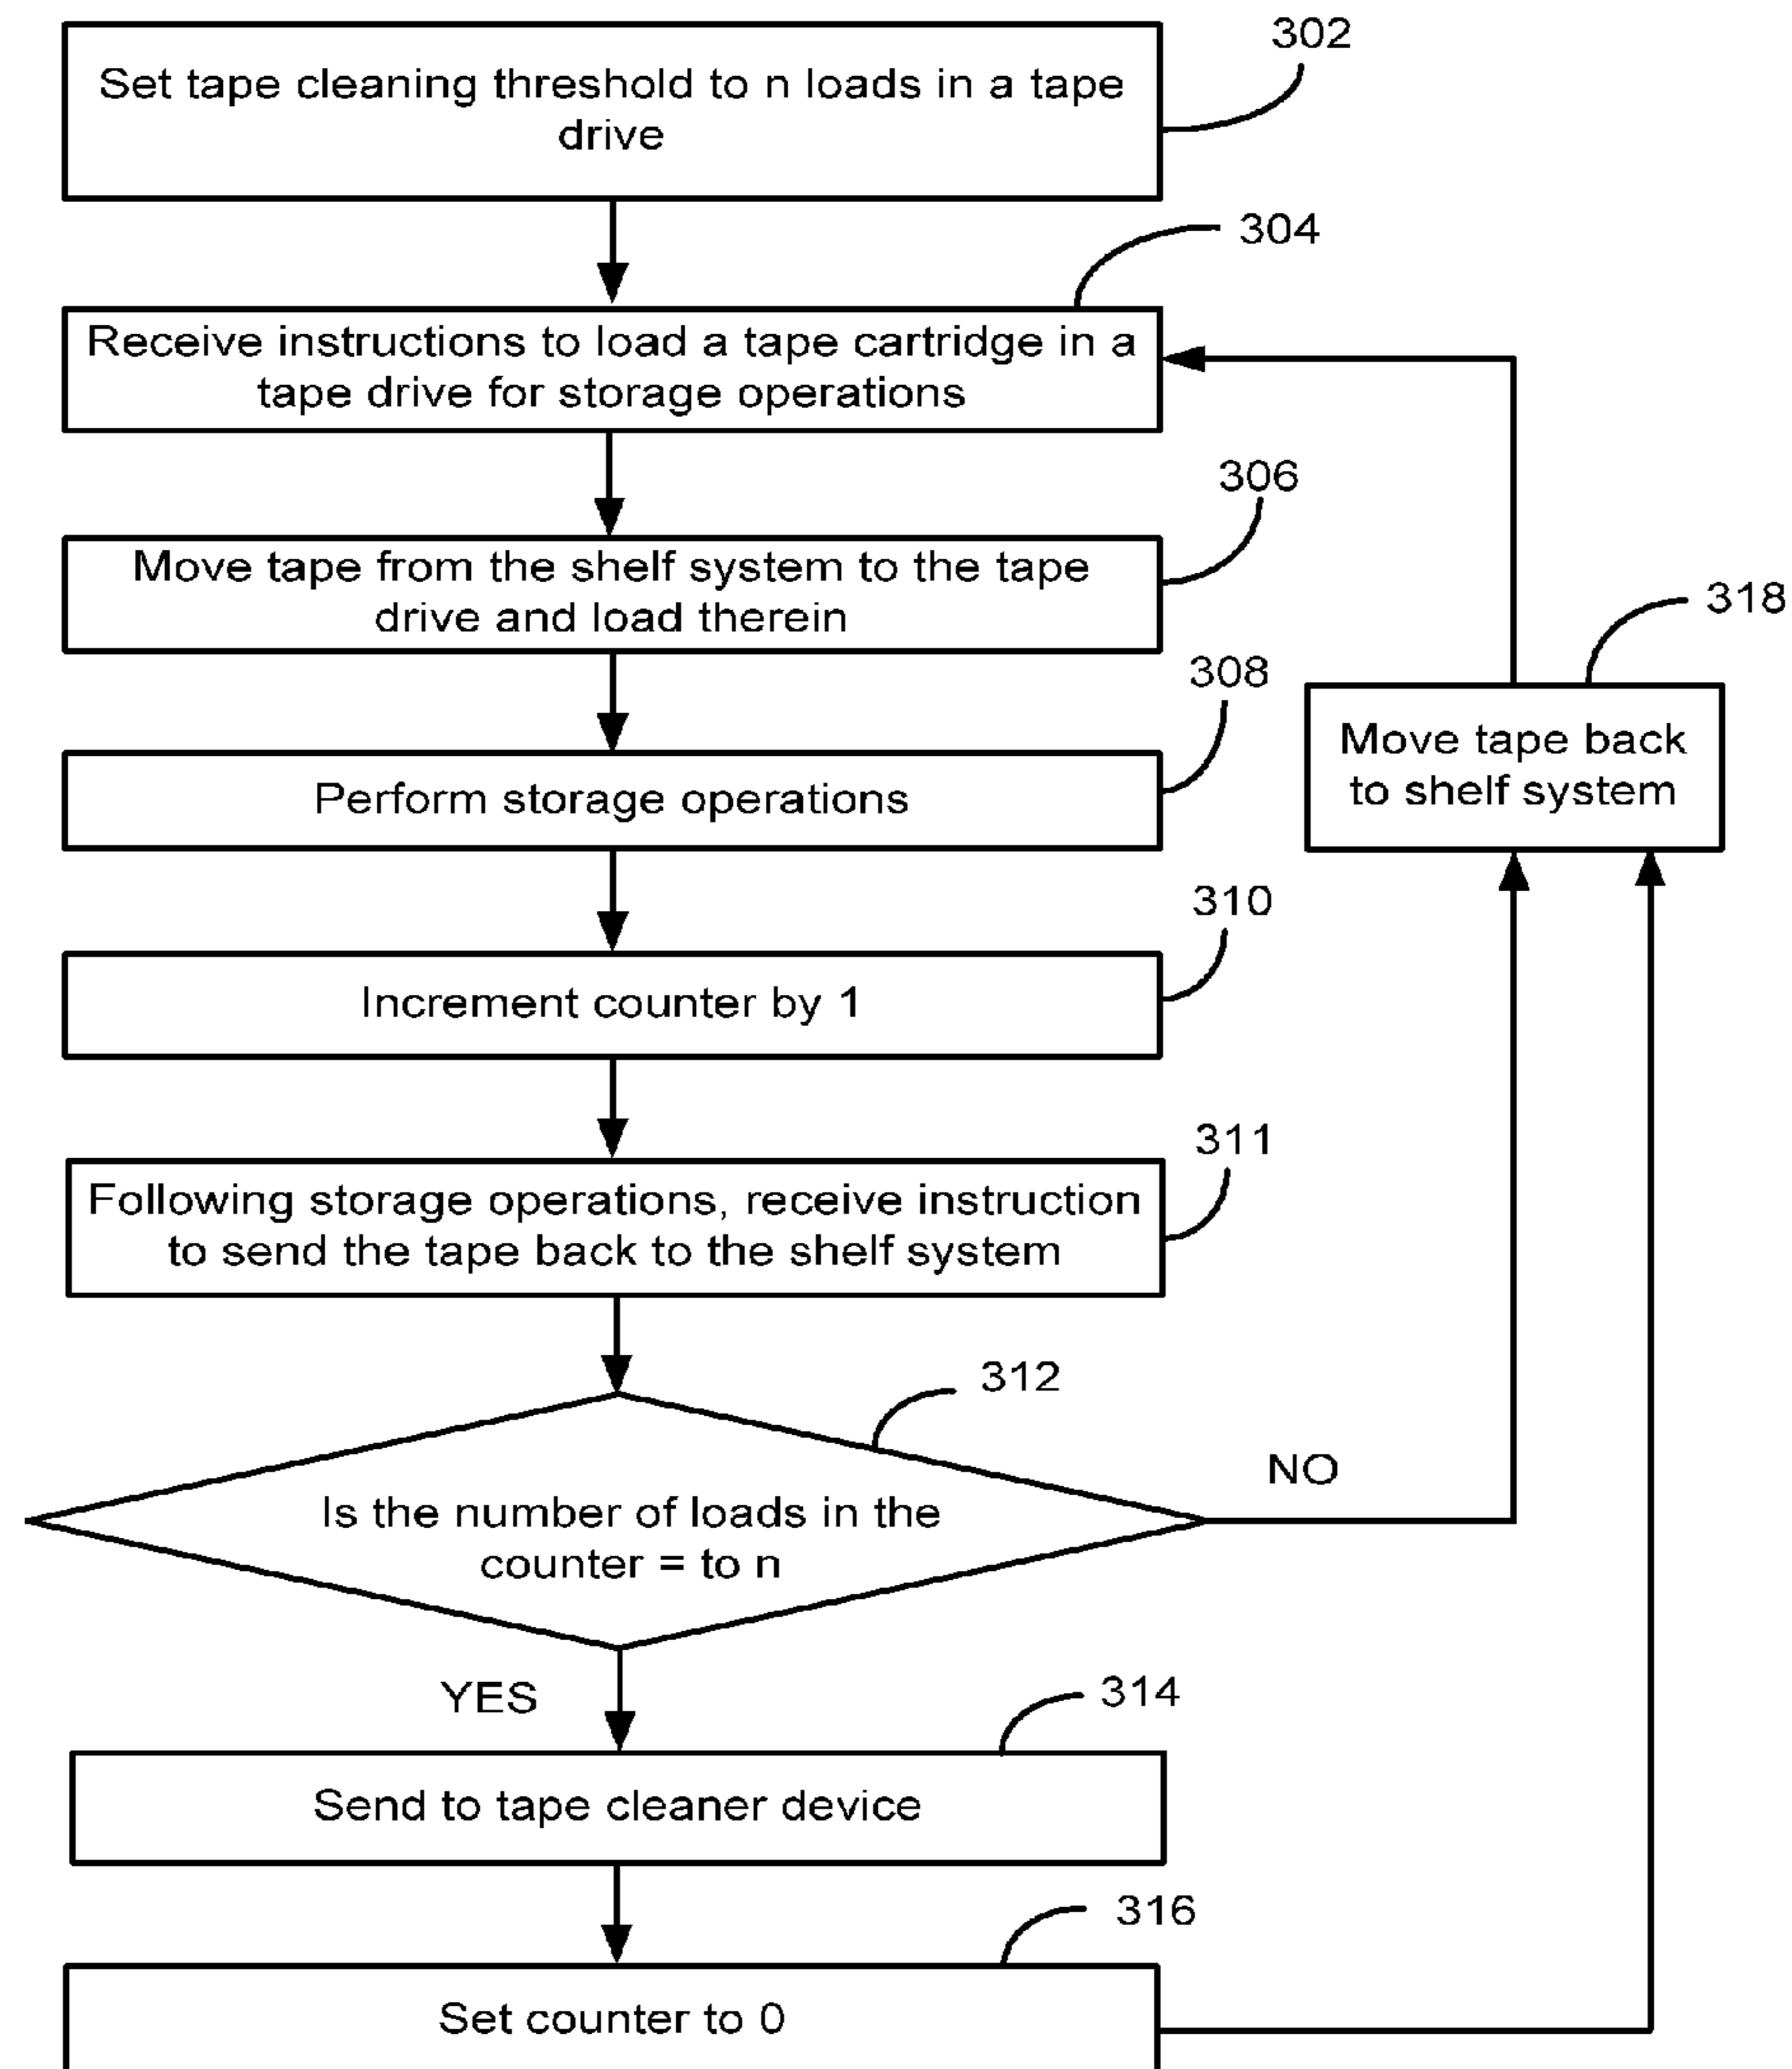 302
Set tape cleaning threshold to n loads in a tape
drive
304
Receive instructions to load a tape cartridge in a
tape drive for storage operations
306
Move tape from the shelf system to the tape
drive and load therein
318
308
Move tape back
to shelf system
Perform storage operations
310
Increment counter by 1
311
Following storage operations, receive instruction
to send the tape back to the shelf system
312
NO
Is the number of loads in the
counter = to n
YES
314
Send to tape cleaner device
316
Set counter to 0